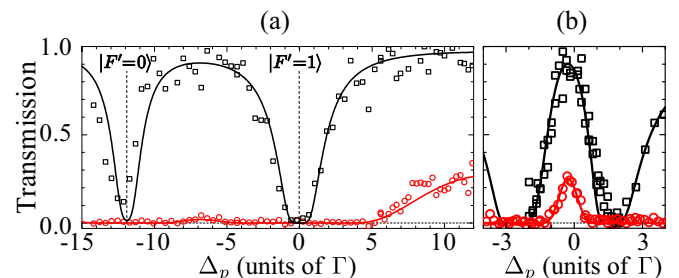 (a) (b)
1.0 |F'=0⟩ |F'=1⟩
0.5
0.0
Transmission
-15 -10 -5 0 5 10 -3 0 3
Δp (units of Γ) Δp (units of Γ)